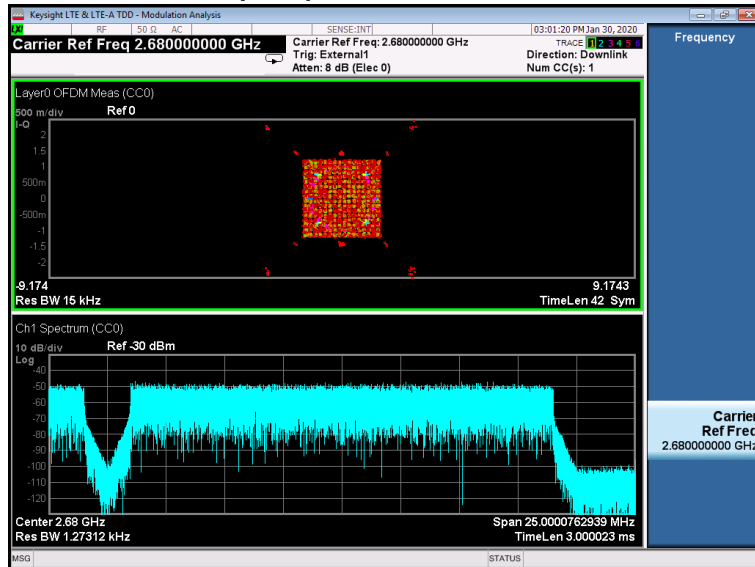 Keysight LTE & LTE-A TDD - Modulation Analysis
LXI RF 50 Ω AC SENSE:INT 03:01:20 PM Jan 30, 2020
Carrier Ref Freq 2.680000000 GHz
Carrier Ref Freq: 2.680000000 GHz
Trig: External1
Atten: 8 dB (Elec 0)
TRACE 1 2 3 4 5 6
Direction: Downlink
Num CC(s): 1
Frequency
Layer0 OFDM Meas (CC0)
500 m/div Ref 0
I-Q
2
1.5
1
500m
0
-500m
-1
-1.5
-2
-9.174 9.1743
Res BW 15 kHz TimeLen 42 Sym
Ch1 Spectrum (CC0)
10 dB/div Ref -30 dBm
Log
-40
-50
-60
-70
-80
-90
-100
-110
-120
Center 2.68 GHz Span 25.0000762939 MHz
Res BW 1.27312 kHz TimeLen 3.000023 ms
Carrier
Ref Freq
2.680000000 GHz
MSG STATUS